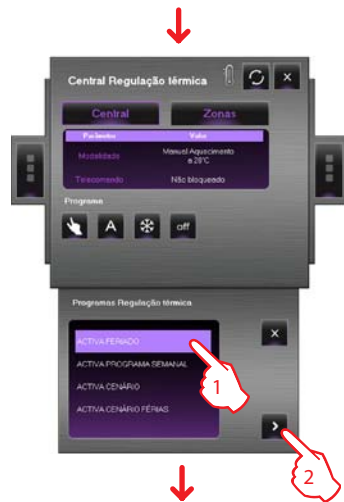 Central Regulação térmica
Central Zonas
Parâmetro Valor
Modalidade Manual Aquecimento
a 28°C
Telecomando Não bloqueado
Programa
A off
Programas Regulação térmica
ACTIVA FERIADO
ACTIVA PROGRAMA SEMANAL
ACTIVA CENÁRIO
ACTIVA CENÁRIO FÉRIAS
1
2